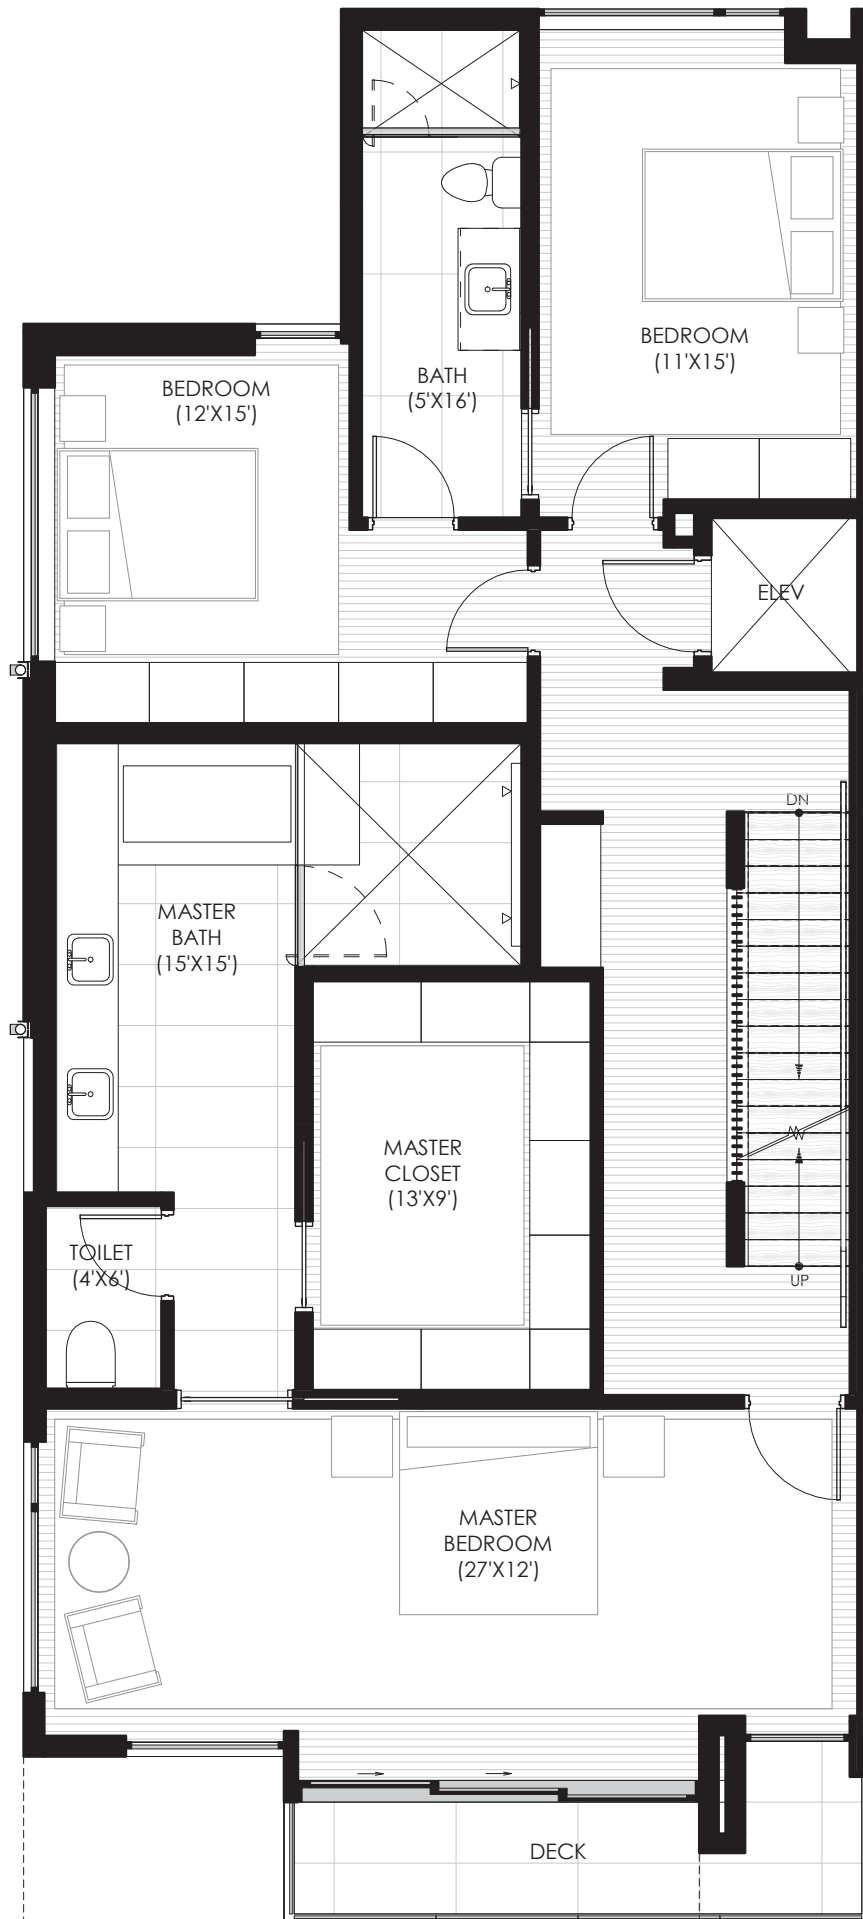 BEDROOM
(11'X15')
BATH
(5'X16')
BEDROOM
(12'X15')
ELEV
DN
MASTER
BATH
(15'X15')
MASTER
CLOSET
(13'X9')
TOILET
(4'X6')
UP
MASTER
BEDROOM
(27'X12')
DECK